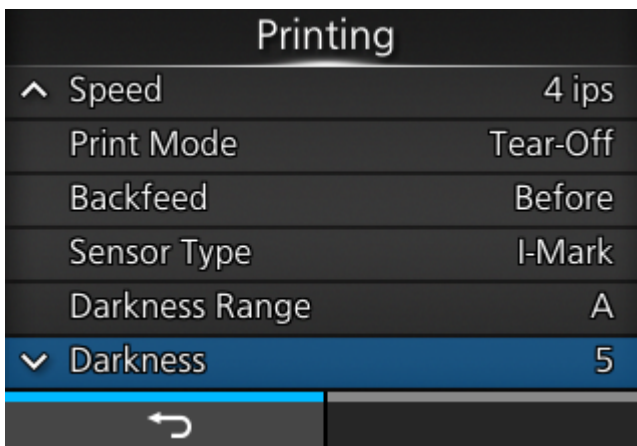 Printing
Speed 4 ips
Print Mode Tear-Off
Backfeed Before
Sensor Type I-Mark
Darkness Range A
Darkness 5